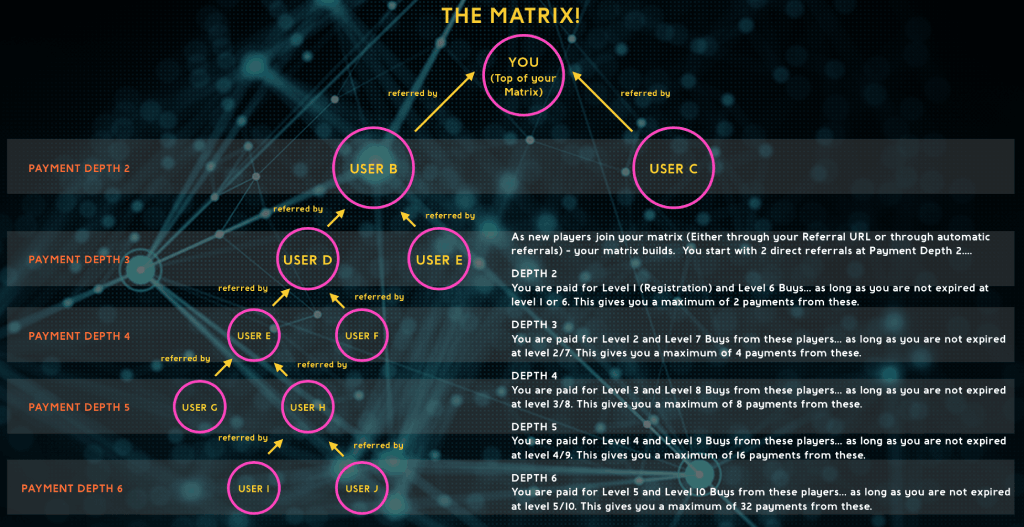 THE MATRIX!
YOU
(Top of your
Matrix)
referred by
referred by
PAYMENT DEPTH 2
USER B
USER C
referred by
referred by
PAYMENT DEPTH 3
USER D
USER E
As new players join your matrix (Either through your Referral URL or through automatic
referrals) - your matrix builds. You start with 2 direct referrals at Payment Depth 2....
DEPTH 2
You are paid for Level 1 (Registration) and Level 6 Buys... as long as you are not expired at
level 1 or 6. This gives you a maximum of 2 payments from these.
referred by
referred by
PAYMENT DEPTH 4
USER E
USER F
DEPTH 3
You are paid for Level 2 and Level 7 Buys from these players... as long as you are not expired
at level 2/7. This gives you a maximum of 4 payments from these.
referred by
referred by
PAYMENT DEPTH 5
USER G
USER H
DEPTH 4
You are paid for Level 3 and Level 8 Buys from these players... as long as you are not expired
at level 3/8. This gives you a maximum of 8 payments from these.
DEPTH 5
You are paid for Level 4 and Level 9 Buys from these players... as long as you are not expired
at level 4/9. This gives you a maximum of 16 payments from these.
referred by
referred by
PAYMENT DEPTH 6
USER I
USER J
DEPTH 6
You are paid for Level 5 and Level 10 Buys from these players... as long as you are not expired
at level 5/10. This gives you a maximum of 32 payments from these.